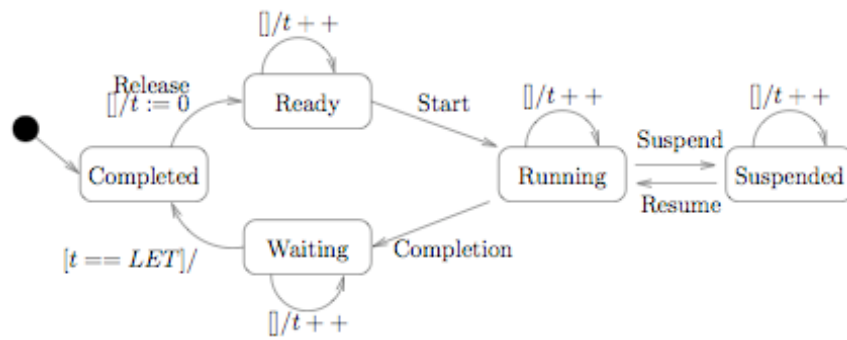 []/t + +
Release
[]/t := 0
Ready
Start
[]/t + +
[]/t + +
Completed
Running
Suspend
Suspended
Resume
[t == LET]/
Waiting
Completion
[]/t + +